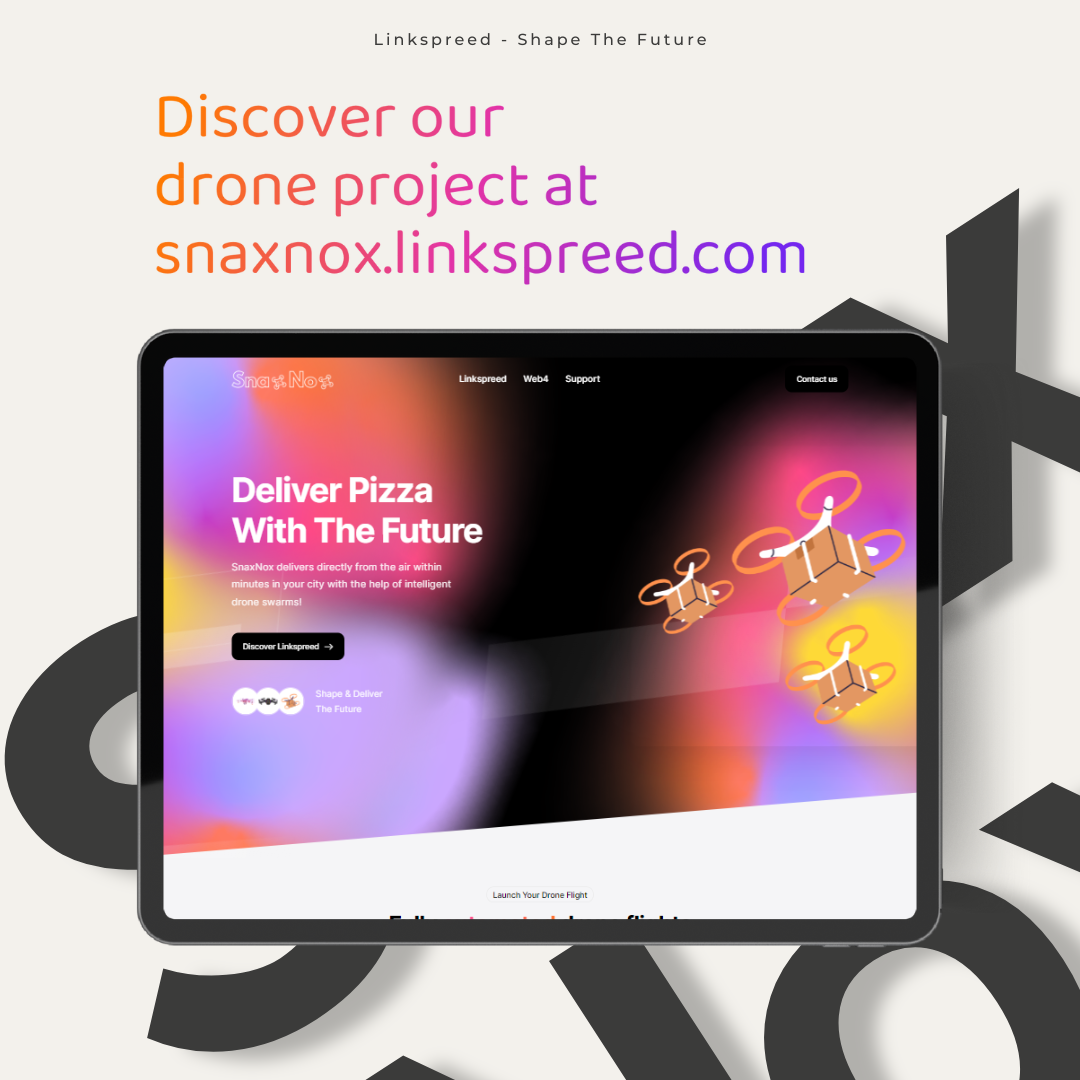 Linkspreed - Shape The Future
Discover our
drone project at
snaxnox.linkspreed.com
SnaxNox
Linkspreed Web4 Support Contact us
Deliver Pizza
With The Future
SnaxNox delivers directly from the air within
minutes in your city with the help of intelligent
drone swarms!
Discover Linkspreed →
Shape & Deliver
The Future
Launch Your Drone Flight